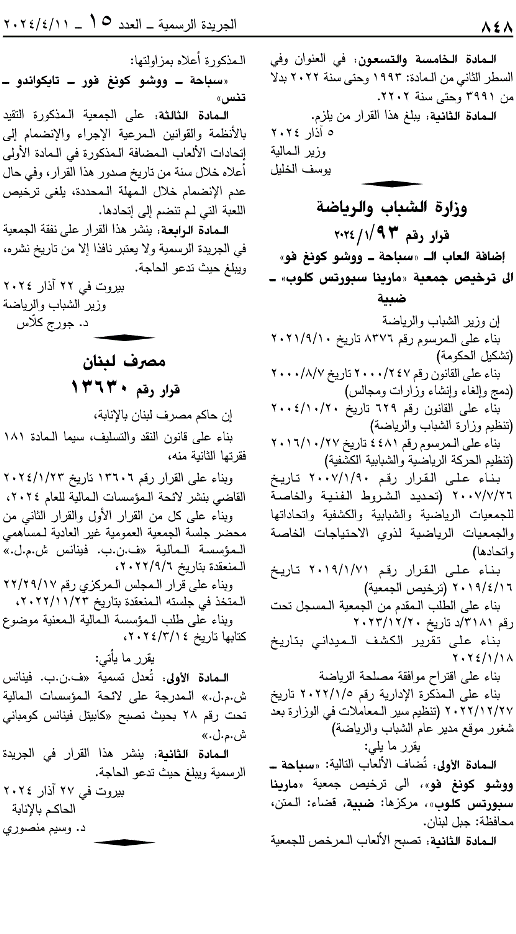 ٨٤٨
الجريدة الرسمية ـ العدد ١٥ ـ ٢٠٢٤/٤/١١
المادة الخامسة والتسعون: في العنوان وفي
السطر الثاني من المادة: ١٩٩٣ وحتى سنة ٢٠٢٢ بدلا
من ٣٩٩١ وحتى سنة ٢٢٠٢.
المادة الثانية: يبلغ هذا القرار من يلزم.
٥ آذار ٢٠٢٤
وزير المالية
يوسف الخليل
وزارة الشباب والرياضة
قرار رقم ٢٠٢٤/١/٩٣
إضافة العاب الـ «سباحة ـ ووشو كونغ فو»
الى ترخيص جمعية «مارينا سبورتس كلوب» ـ
ضبية
إن وزير الشباب والرياضة
بناء على المرسوم رقم ٨٣٧٦ تاريخ ٢٠٢١/٩/١٠
(تشكيل الحكومة)
بناء على القانون رقم ٢٠٠٠/٢٤٧ تاريخ ٢٠٠٠/٨/٧
(دمج وإلغاء وإنشاء وزارات ومجالس)
بناء على القانون رقم ٦٢٩ تاريخ ٢٠٠٤/١٠/٢٠
(تنظيم وزارة الشباب والرياضة)
بناء على المرسوم رقم ٤٤٨١ تاريخ ٢٠١٦/١٠/٢٧
(تنظيم الحركة الرياضية والشبابية الكشفية)
بناء على القرار رقم ٢٠٠٧/١/٩٠ تاريخ
٢٠٠٧/٧/٢٦ (تحديد الشروط الفنية والخاصة
للجمعيات الرياضية والشبابية والكشفية واتحاداتها
والجمعيات الرياضية لذوي الاحتياجات الخاصة
واتحادها)
بناء على القرار رقم ٢٠١٩/١/٧١ تاريخ
٢٠١٩/٤/١٦ (ترخيص الجمعية)
بناء على الطلب المقدم من الجمعية المسجل تحت
رقم ٣١٨١/د تاريخ ٢٠٢٣/١٢/٢٠
بناء على تقرير الكشف الميداني بتاريخ
٢٠٢٤/١/١٨
بناء على اقتراح موافقة مصلحة الرياضة
بناء على المذكرة الإدارية رقم ٢٠٢٢/١/٥ تاريخ
٢٠٢٢/١٢/٢٧ (تنظيم سير المعاملات في الوزارة بعد
شغور موقع مدير عام الشباب والرياضة)
يقرر ما يلي:
المادة الأولى: تُضاف الألعاب التالية: «سباحة ـ
ووشو كونغ فو»، الى ترخيص جمعية «مارينا
سبورتس كلوب»، مركزها: ضبية، قضاء: المتن،
محافظة: جبل لبنان.
المادة الثانية: تصبح الألعاب المرخص للجمعية
المذكورة أعلاه بمزاولتها:
«سباحة ـ ووشو كونغ فور ـ تايكواندو ـ
تنس»
المادة الثالثة: على الجمعية المذكورة التقيد
بالأنظمة والقوانين المرعية الإجراء والإنضمام إلى
إتحادات الألعاب المضافة المذكورة في المادة الأولى
أعلاه خلال سنة من تاريخ صدور هذا القرار، وفي حال
عدم الإنضمام خلال المهلة المحددة، يلغى ترخيص
اللعبة التي لم تنضم إلى إتحادها.
المادة الرابعة: ينشر هذا القرار على نفقة الجمعية
في الجريدة الرسمية ولا يعتبر نافذا إلا من تاريخ نشره،
ويبلغ حيث تدعو الحاجة.
بيروت في ٢٢ آذار ٢٠٢٤
وزير الشباب والرياضة
د. جورج كلّاس
مصرف لبنان
قرار رقم ١٣٦٣٠
إن حاكم مصرف لبنان بالإنابة،
بناء على قانون النقد والتسليف، سيما المادة ١٨١
فقرتها الثانية منه،
وبناء على القرار رقم ١٣٦٠٦ تاريخ ٢٠٢٤/١/٢٣
القاضي بنشر لائحة المؤسسات المالية للعام ٢٠٢٤،
وبناء على كل من القرار الأول والقرار الثاني من
محضر جلسة الجمعية العمومية غير العادية لمساهمي
المؤسسة المالية «ف.ن.ب. فينانس ش.م.ل.»
المنعقدة بتاريخ ٢٠٢٢/٩/٦،
وبناء على قرار المجلس المركزي رقم ٢٢/٢٩/١٧
المتخذ في جلسته المنعقدة بتاريخ ٢٠٢٢/١١/٢٣،
وبناء على طلب المؤسسة المالية المعنية موضوع
كتابها تاريخ ٢٠٢٤/٣/١٤،
يقرر ما يأتي:
المادة الأولى: تُعدل تسمية «ف.ن.ب. فينانس
ش.م.ل.» المدرجة على لائحة المؤسسات المالية
تحت رقم ٢٨ بحيث تصبح «كابيتل فينانس كومباني
ش.م.ل.»
المادة الثانية: ينشر هذا القرار في الجريدة
الرسمية ويبلغ حيث تدعو الحاجة.
بيروت في ٢٧ آذار ٢٠٢٤
الحاكم بالإنابة
د. وسيم منصوري